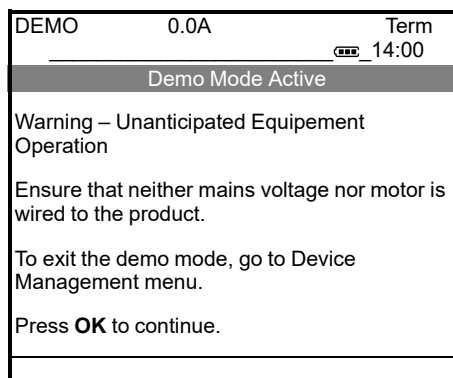 DEMO 0.0A Term
14:00
Demo Mode Active
Warning – Unanticipated Equipement
Operation
Ensure that neither mains voltage nor motor is
wired to the product.
To exit the demo mode, go to Device
Management menu.
Press OK to continue.